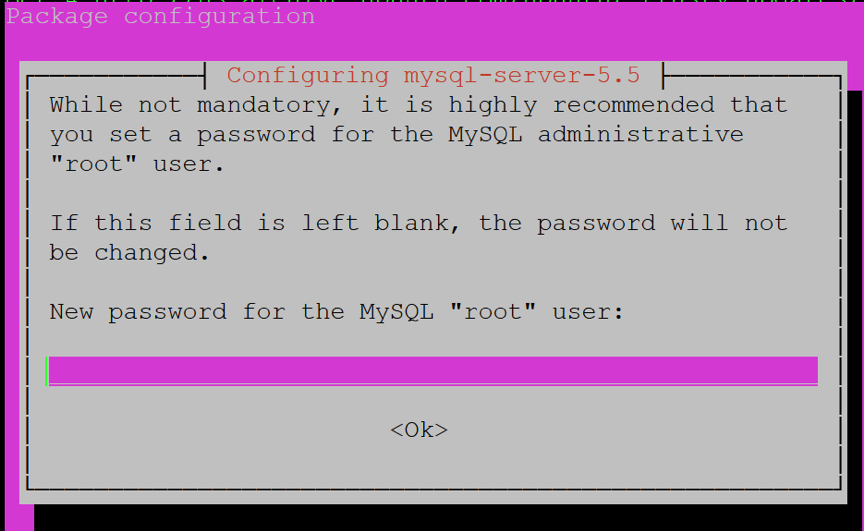 Package configuration
Configuring mysql-server-5.5
While not mandatory, it is highly recommended that
you set a password for the MySQL administrative
"root" user.
If this field is left blank, the password will not
be changed.
New password for the MySQL "root" user:
<Ok>